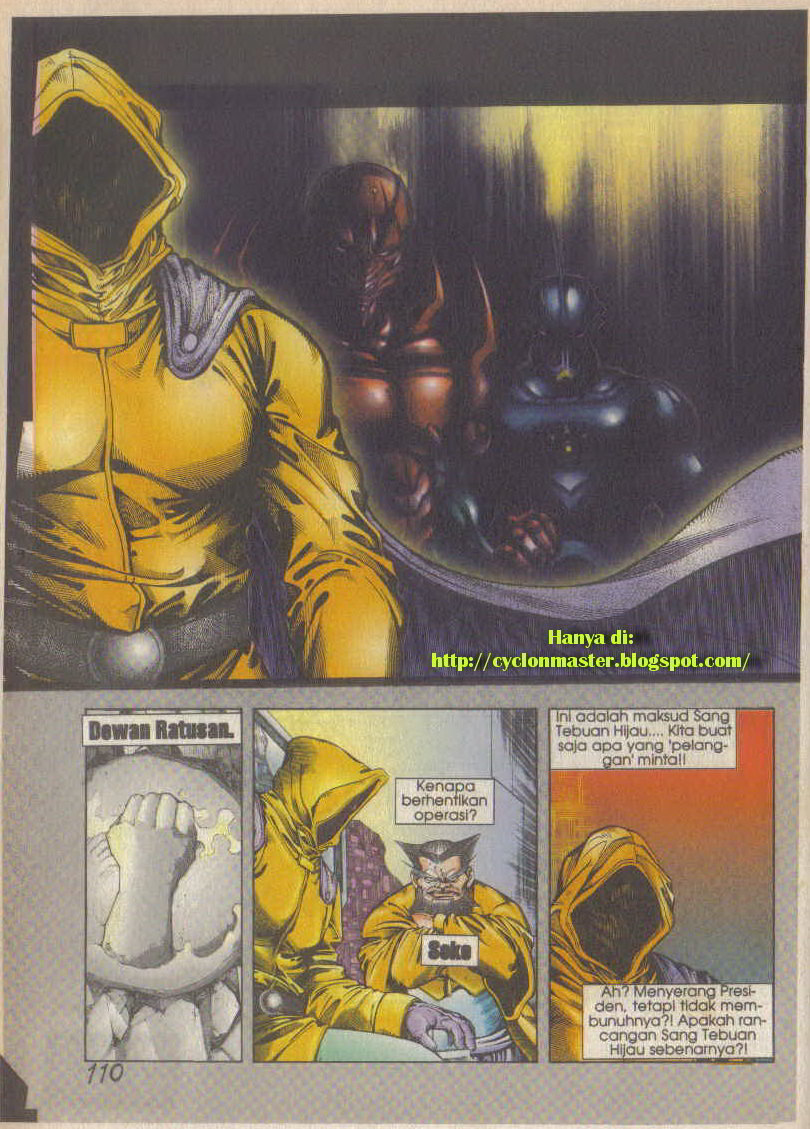 Hanya di:
http://cyclonmaster.blogspot.com/
Dewan Ratusan.
Kenapa
berhentikan
operasi?
Soke
Ini adalah maksud Sang
Tebuan Hijau.... Kita buat
saja apa yang 'pelang-
gan' minta!!
Ah? Menyerang Presi-
den, tetapi tidak mem-
bunuhnya?! Apakah ran-
cangan Sang Tebuan
Hijau sebenarnya?!
110